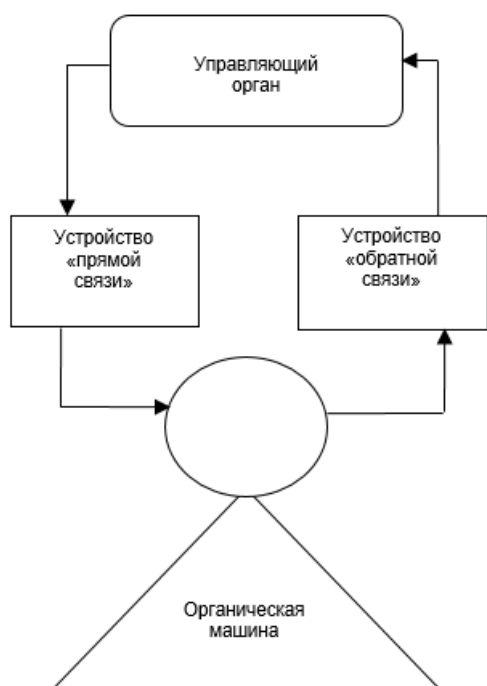 Управляющий
орган
Устройство
«прямой
связи»
Устройство
«обратной
связи»
Органическая
машина